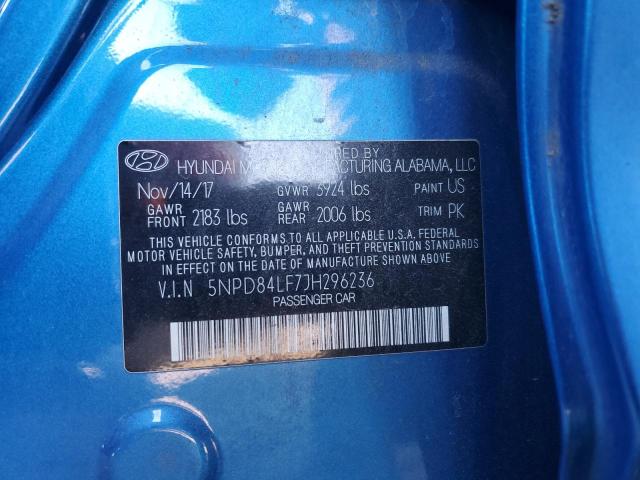 HYUNDAI MANUFACTURING ALABAMA, LLC
Nov/14/17 GVWR 3924 lbs PAINT US
GAWR FRONT 2183 lbs GAWR REAR 2006 lbs TRIM PK
THIS VEHICLE CONFORMS TO ALL APPLICABLE U.S.A. FEDERAL
MOTOR VEHICLE SAFETY, BUMPER, AND THEFT PREVENTION
STANDARDS IN EFFECT ON THE DATE OF MANUFACTURE SHOWN ABOVE.
V.I.N 5NPD84LF7JH296236
PASSENGER CAR